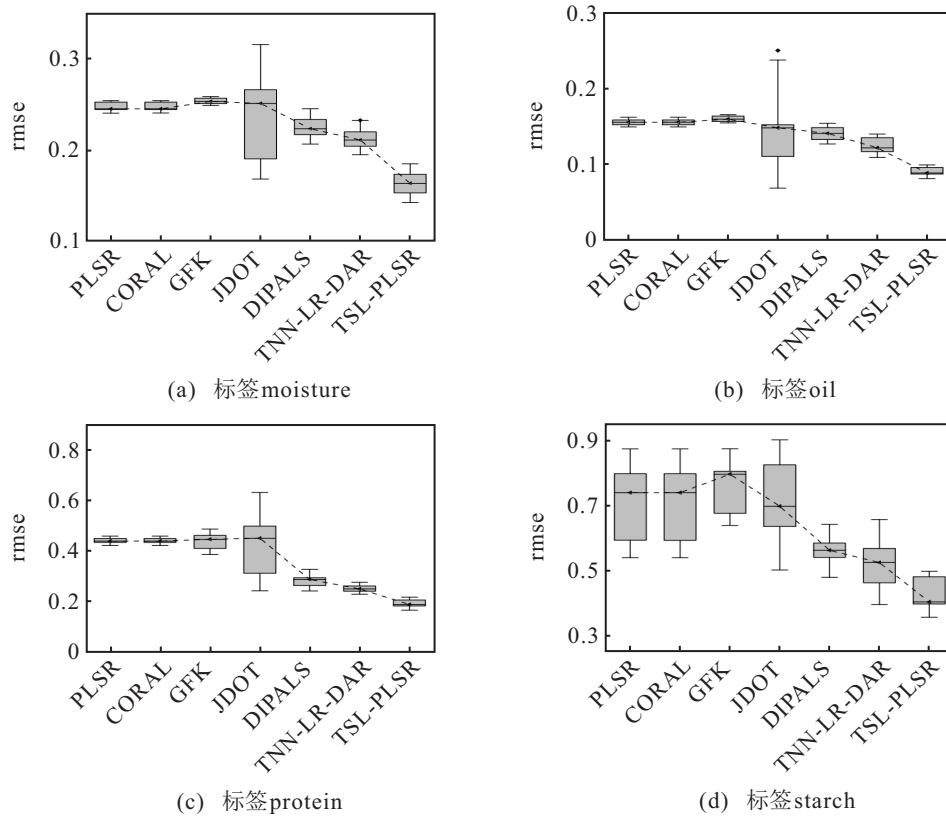 0.3
0.2
0.1
rmse
PLSR
CORAL
GFK
JDOT
DIPALS
TNN-LR-DAR
TSL-PLSR
(a) 标签moisture
0.3
0.2
0.1
0
rmse
PLSR
CORAL
GFK
JDOT
DIPALS
TNN-LR-DAR
TSL-PLSR
(b) 标签oil
0.8
0.6
0.4
0.2
0
rmse
PLSR
CORAL
GFK
JDOT
DIPALS
TNN-LR-DAR
TSL-PLSR
(c) 标签protein
0.9
0.7
0.5
0.3
rmse
PLSR
CORAL
GFK
JDOT
DIPALS
TNN-LR-DAR
TSL-PLSR
(d) 标签starch